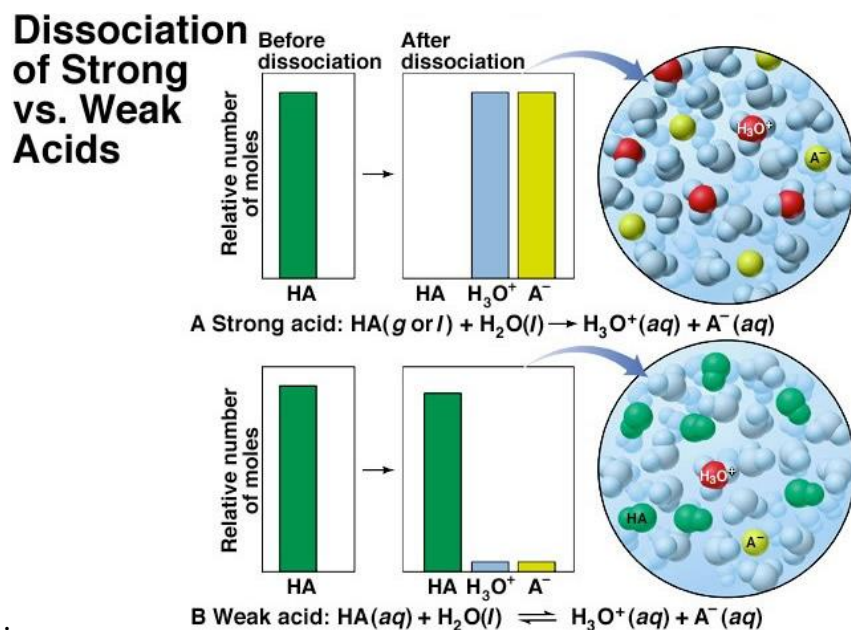 Dissociation
of Strong
vs. Weak
Acids
Before
dissociation
After
dissociation
Relative number
of moles
HA
HA H₃O⁺ A⁻
H₃O⁺
A⁻
A Strong acid: HA(g or l) + H₂O(l) → H₃O⁺(aq) + A⁻(aq)
Relative number
of moles
HA
HA H₃O⁺ A⁻
H₃O⁺
HA
A⁻
B Weak acid: HA(aq) + H₂O(l) ⇌ H₃O⁺(aq) + A⁻(aq)
.